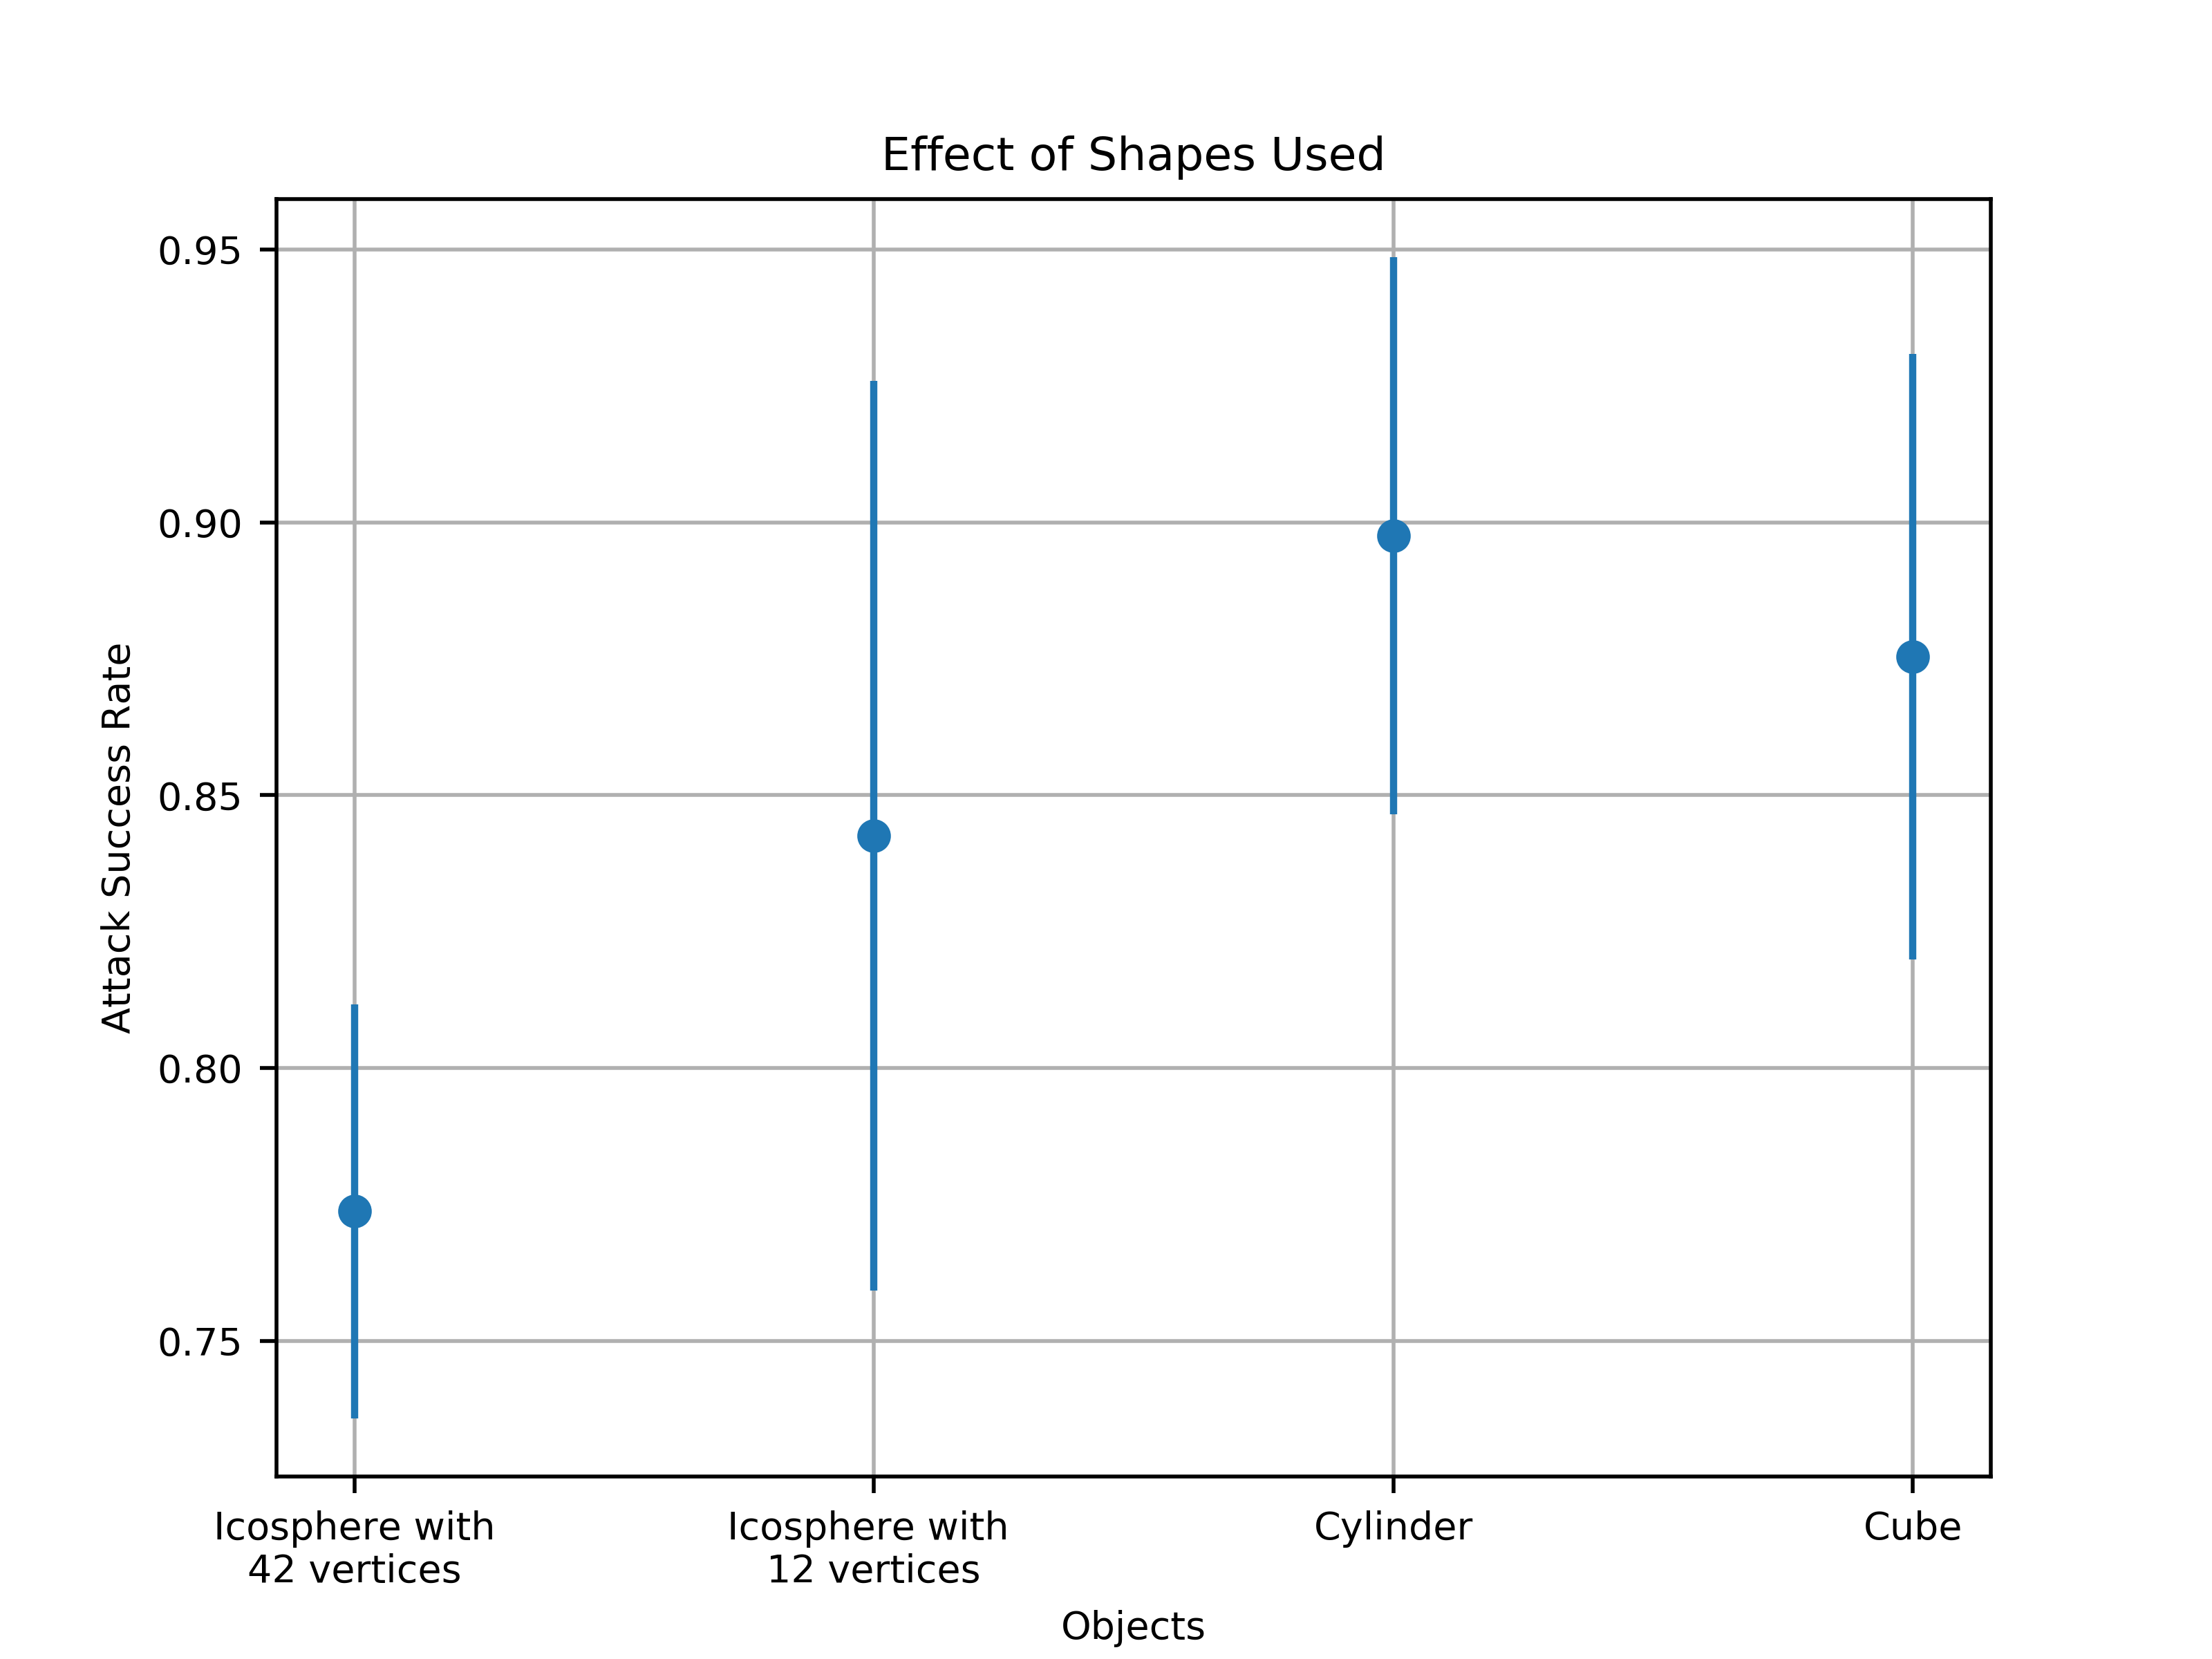 Effect of Shapes Used
0.95
0.90
0.85
0.80
0.75
Attack Success Rate
Icosphere with
42 vertices
Icosphere with
12 vertices
Cylinder
Cube
Objects